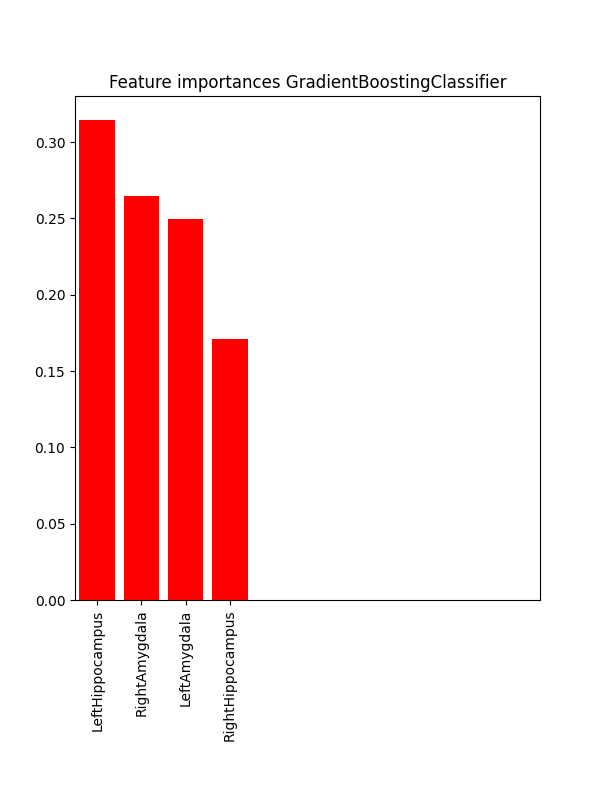 Feature importances GradientBoostingClassifier
0.30
0.25
0.20
0.15
0.10
0.05
0.00
LeftHippocampus
RightAmygdala
LeftAmygdala
RightHippocampus